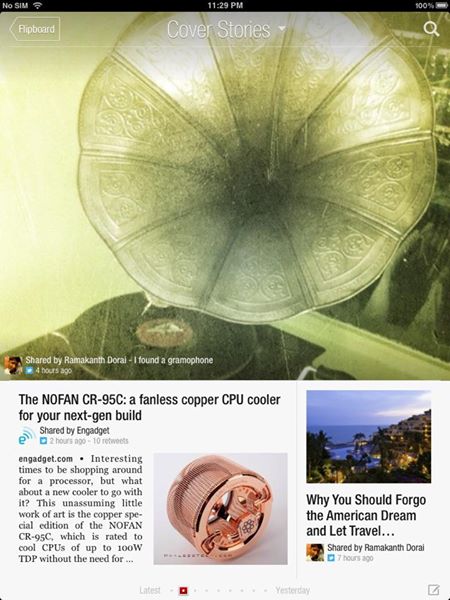 No SIM
11:29 PM
100%
Flipboard
Cover Stories
Shared by Ramakanth Dorai - I found a gramophone
4 hours ago
The NOFAN CR-95C: a fanless copper CPU cooler
for your next-gen build
Shared by Engadget
2 hours ago - 10 retweets
engadget.com • Interesting
times to be shopping around
for a processor, but what
about a new cooler to go with
it? This unassuming little
work of art is the copper spe-
cial edition of the NOFAN
CR-95C, which is rated to
cool CPUs of up to 100W
TDP without the need for ...
Why You Should Forgo
the American Dream
and Let Travel...
Shared by Ramakanth Dorai
7 hours ago
Latest
Yesterday